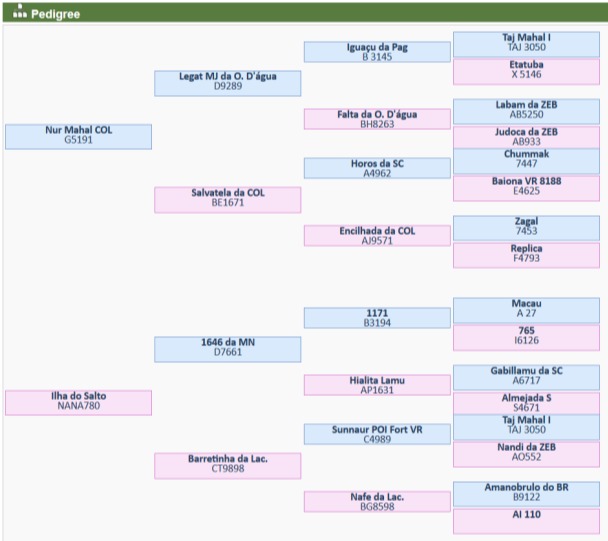 Pedigree
Nur Mahal COL
G5191
Legat MJ da O. D'água
D9289
Iguaçu da Pag
B 3145
Taj Mahal I
TAJ 3050
Etatuba
X 5146
Falta da O. D'água
BH8263
Labam da ZEB
AB5250
Judoca da ZEB
AB933
Salvatela da COL
BE1671
Horos da SC
A4962
Chummak
7447
Baiona VR 8188
E4625
Encilhada da COL
AJ9571
Zagal
7453
Replica
F4793
Ilha do Salto
NANA780
1646 da MN
D7661
1171
B3194
Macau
A 27
765
I6126
Hialita Lamu
AP1631
Gabillamu da SC
A6717
Almejada S
S4671
Barretinha da Lac.
CT9898
Sunnaur POI Fort VR
C4989
Taj Mahal I
TAJ 3050
Nandi da ZEB
AO552
Nafe da Lac.
BG8598
Amanobrulo do BR
B9122
AI 110